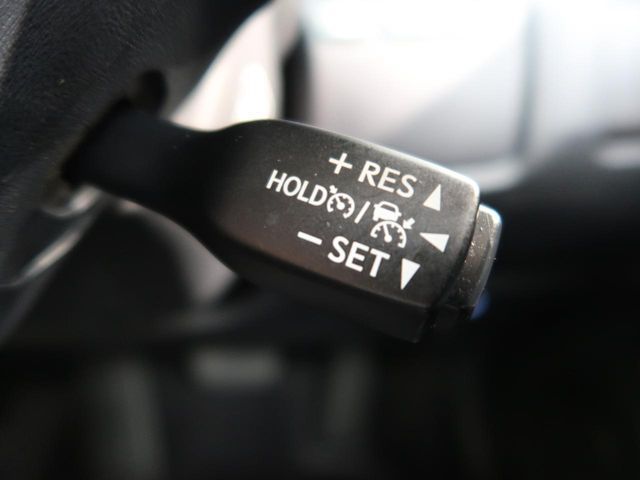 + RES
HOLD /
− SET